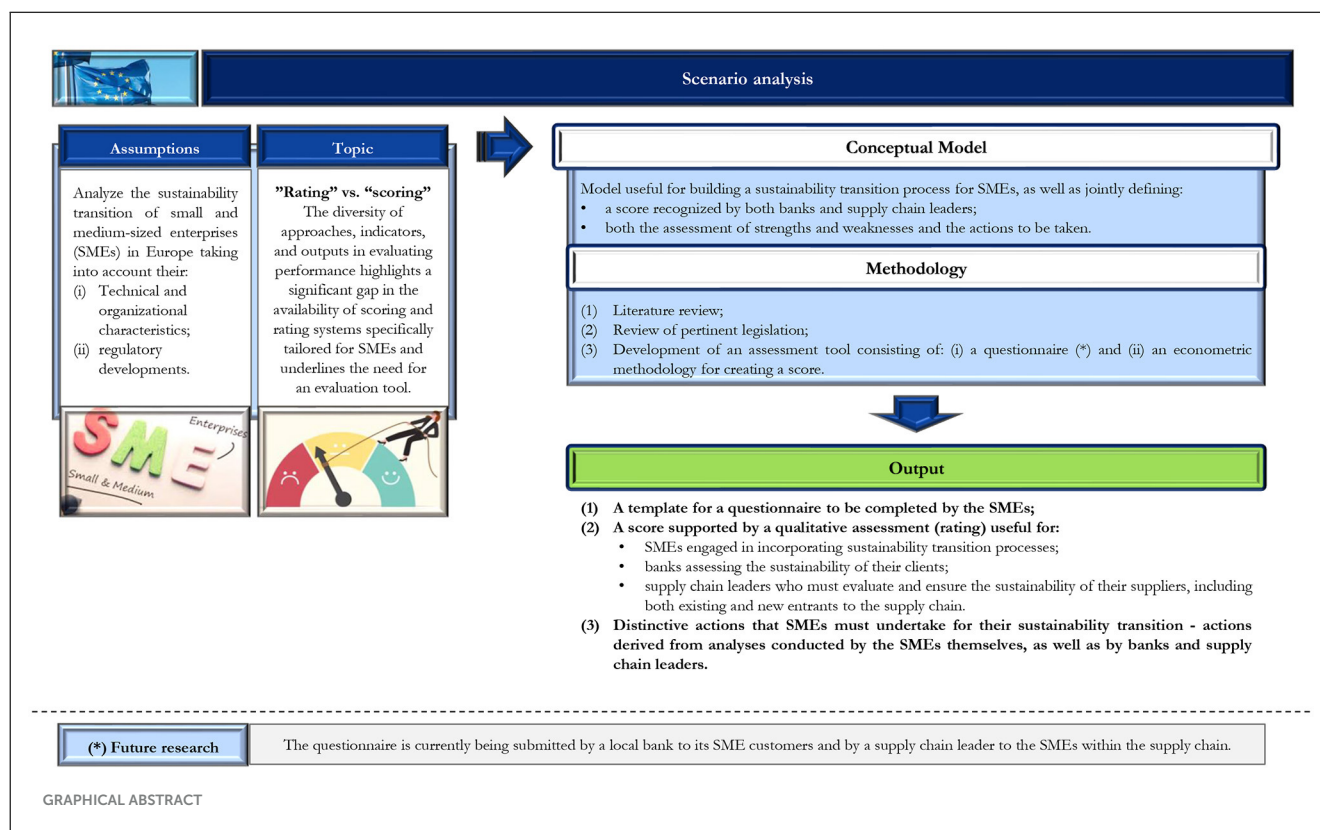 Scenario analysis
Assumptions
Analyze the sustainability
transition of small and
medium-sized enterprises
(SMEs) in Europe taking
into account their:
(i) Technical and
organizational
characteristics;
(ii) regulatory
developments.
SME
Enterprises
Small & Medium
Topic
”Rating” vs. “scoring”
The diversity of
approaches, indicators,
and outputs in evaluating
performance highlights a
significant gap in the
availability of scoring and
rating systems specifically
tailored for SMEs and
underlines the need for
an evaluation tool.
Conceptual Model
Model useful for building a sustainability transition process for SMEs, as well as jointly defining:
• a score recognized by both banks and supply chain leaders;
• both the assessment of strengths and weaknesses and the actions to be taken.
Methodology
(1) Literature review;
(2) Review of pertinent legislation;
(3) Development of an assessment tool consisting of: (i) a questionnaire (*) and (ii) an econometric
methodology for creating a score.
Output
(1) A template for a questionnaire to be completed by the SMEs;
(2) A score supported by a qualitative assessment (rating) useful for:
• SMEs engaged in incorporating sustainability transition processes;
• banks assessing the sustainability of their clients;
• supply chain leaders who must evaluate and ensure the sustainability of their suppliers, including
both existing and new entrants to the supply chain.
(3) Distinctive actions that SMEs must undertake for their sustainability transition - actions
derived from analyses conducted by the SMEs themselves, as well as by banks and supply
chain leaders.
(*) Future research
The questionnaire is currently being submitted by a local bank to its SME customers and by a supply chain leader to the SMEs within the supply chain.
GRAPHICAL ABSTRACT